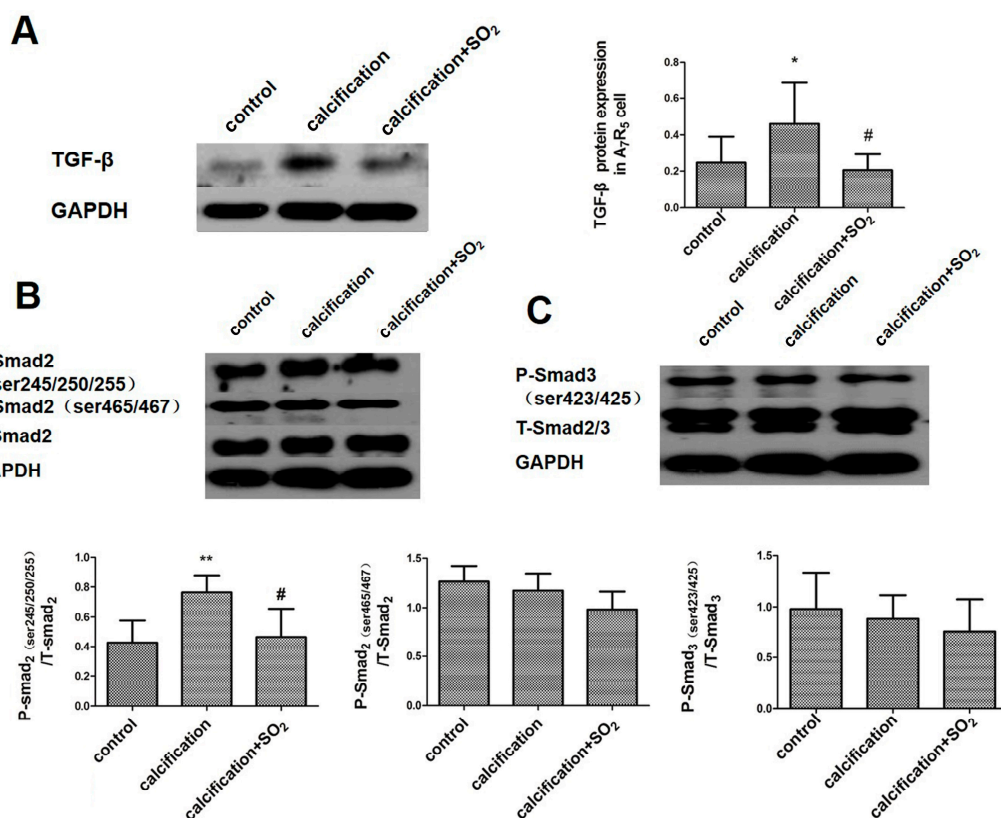 A
control
calcification
calcification+SO₂
TGF-β
GAPDH
TGF-β protein expression
in A₇R₅ cell
0.8
0.6
0.4
0.2
0.0
*
#
control
calcification
calcification+SO₂
B
control
calcification
calcification+SO₂
Smad2
ser245/250/255）
Smad2（ser465/467）
Smad2
PDH
C
control
calcification
calcification+SO₂
P-Smad3
（ser423/425）
T-Smad2/3
GAPDH
P-smad₂（ser245/250/255）
/T-smad₂
1.0
0.8
0.6
0.4
0.2
0.0
**
#
control
calcification
calcification+SO₂
P-Smad₂（ser465/467）
/T-Smad₂
1.5
1.0
0.5
0.0
control
calcification
calcification+SO₂
P-Smad₃（ser423/425）
/T-Smad₃
1.5
1.0
0.5
0.0
control
calcification
calcification+SO₂